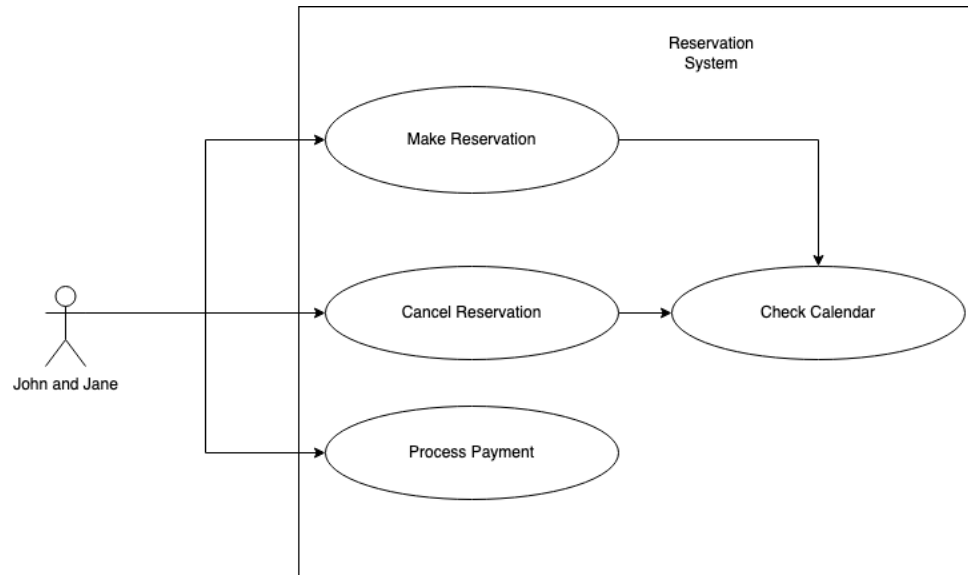 Reservation
System
Make Reservation
Cancel Reservation
Check Calendar
John and Jane
Process Payment